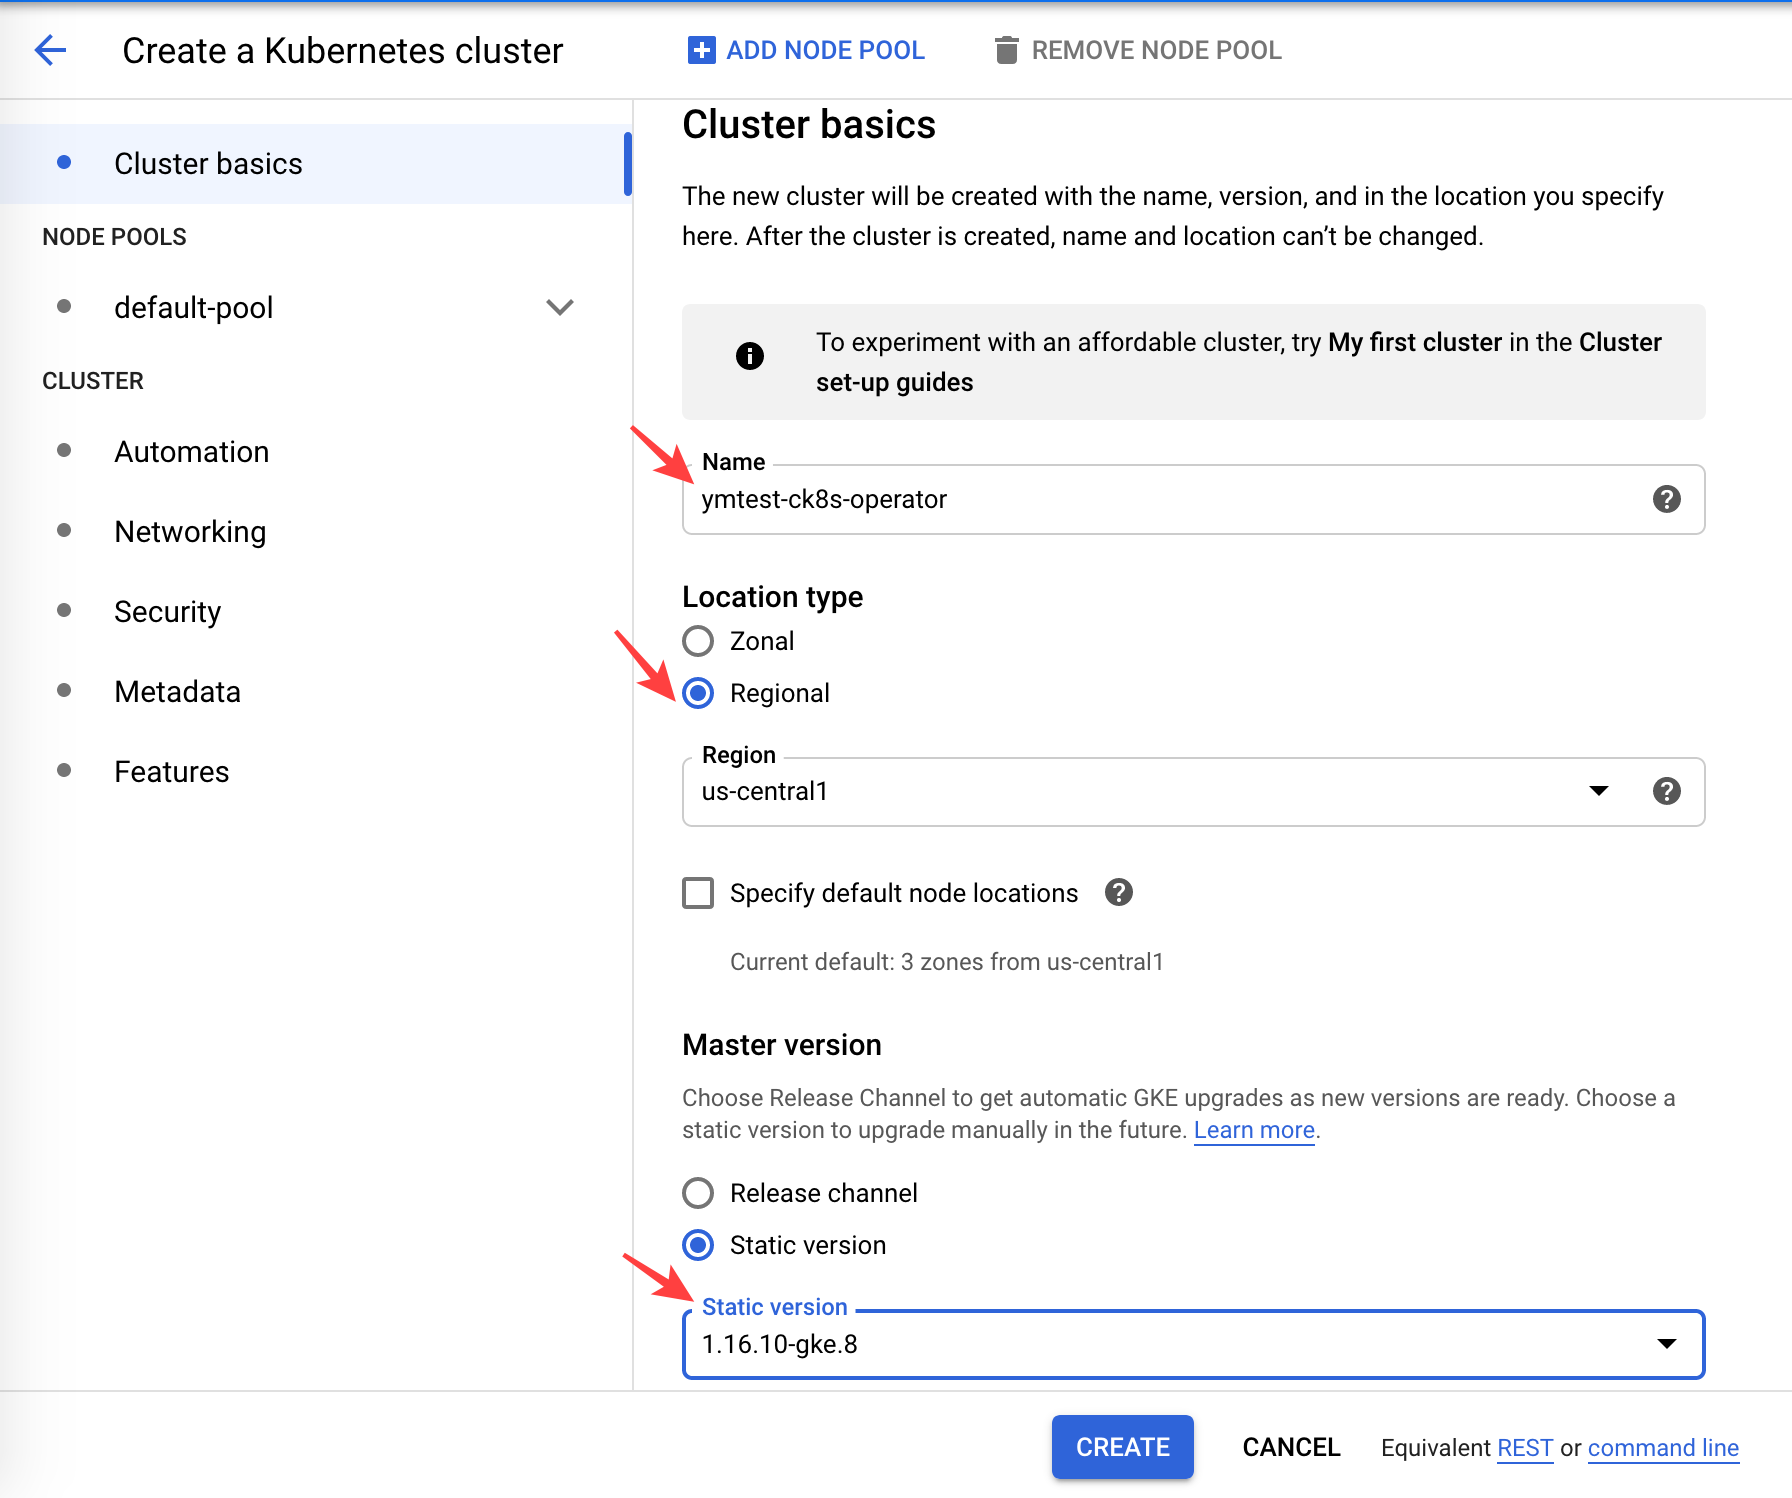 Create a Kubernetes cluster
ADD NODE POOL
REMOVE NODE POOL
Cluster basics
NODE POOLS
default-pool
CLUSTER
Automation
Networking
Security
Metadata
Features
Cluster basics
The new cluster will be created with the name, version, and in the location you specify
here. After the cluster is created, name and location can’t be changed.
To experiment with an affordable cluster, try My first cluster in the Cluster
set-up guides
Name
ymtest-ck8s-operator
Location type
Zonal
Regional
Region
us-central1
Specify default node locations
Current default: 3 zones from us-central1
Master version
Choose Release Channel to get automatic GKE upgrades as new versions are ready. Choose a
static version to upgrade manually in the future. Learn more.
Release channel
Static version
Static version
1.16.10-gke.8
CREATE
CANCEL
Equivalent REST or command line